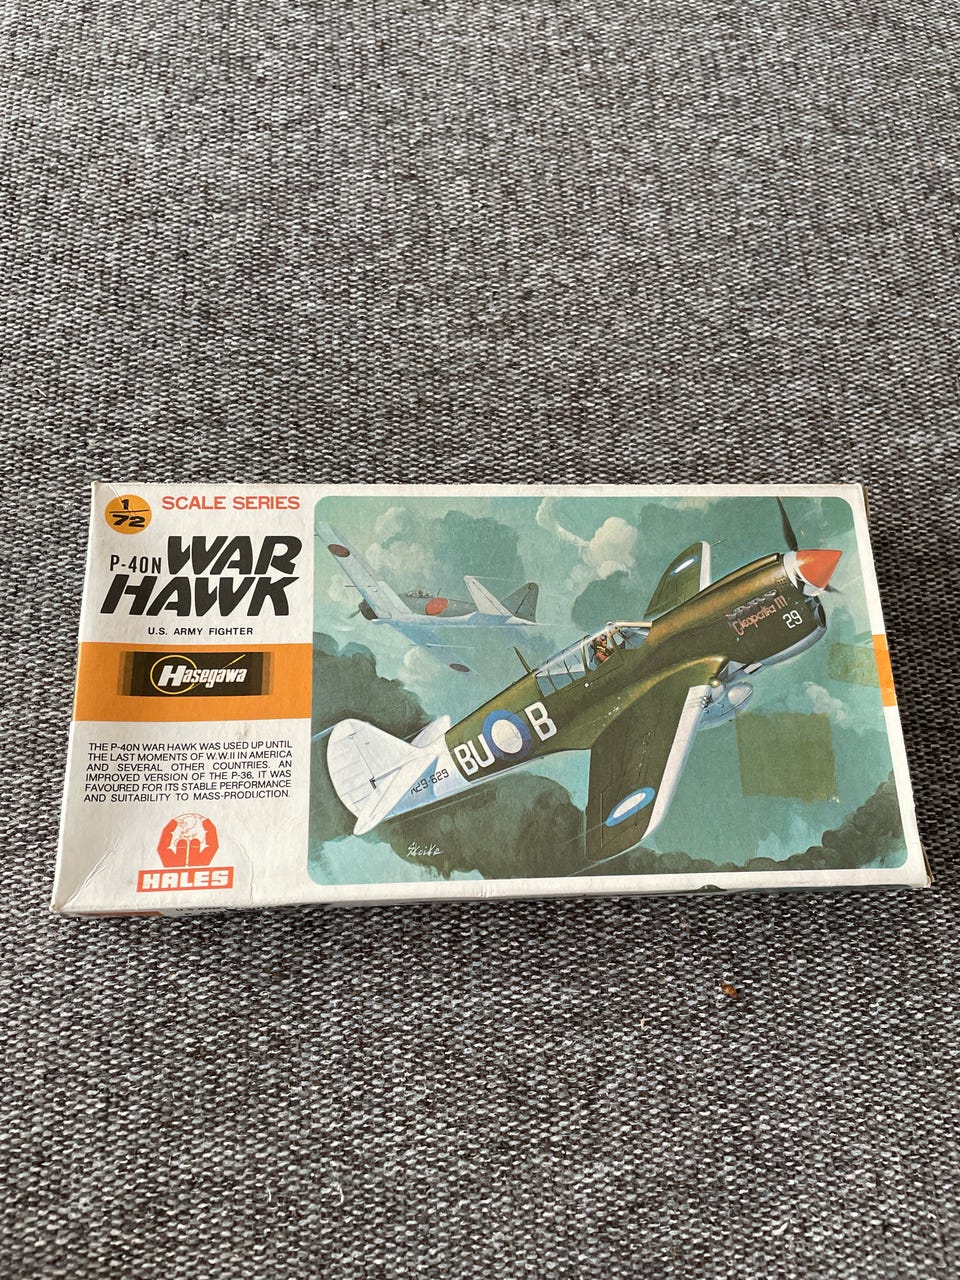 1/72
SCALE SERIES
P-40N WAR
HAWK
U.S. ARMY FIGHTER
Hasegawa
THE P-40N WAR HAWK WAS USED UP UNTIL
THE LAST MOMENTS OF W.W.II IN AMERICA
AND SEVERAL OTHER COUNTRIES. AN
IMPROVED VERSION OF THE P-36, IT WAS
FAVOURED FOR ITS STABLE PERFORMANCE
AND SUITABILITY TO MASS-PRODUCTION.
HALES
Cleopatra III
29
BU B
A29-629
SKoike